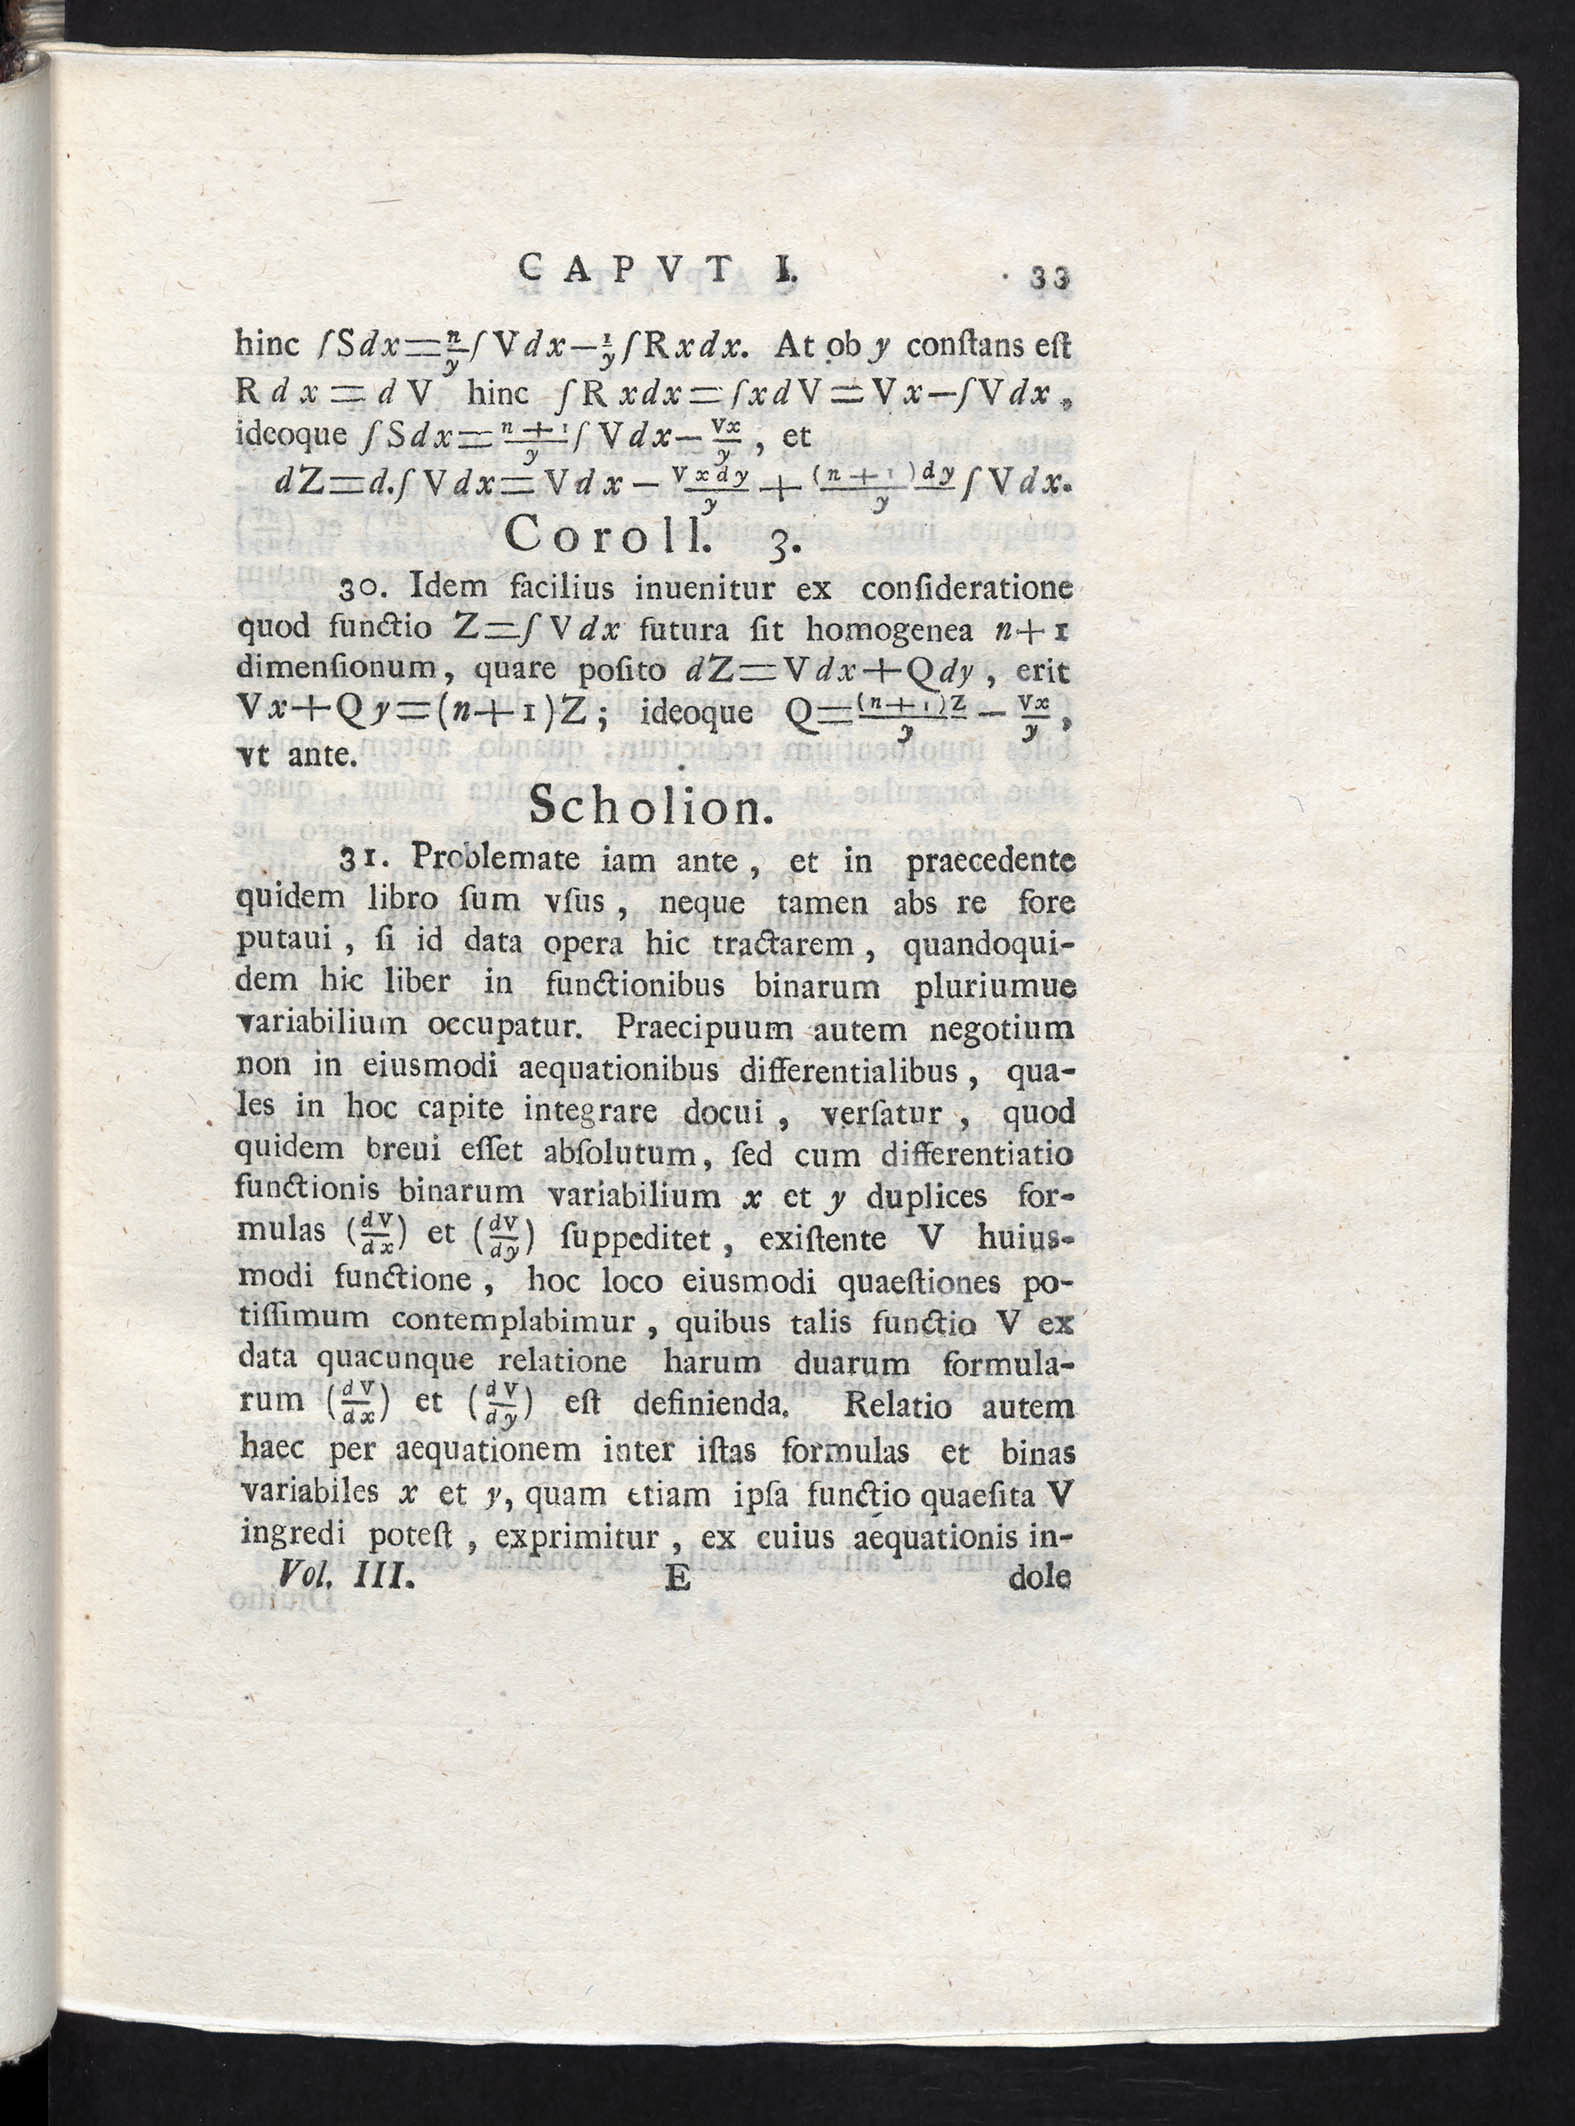 CAPVT I. 33
hinc ∫Sdx=n/y∫Vdx−1/y∫Rxdx. At ob y conſtans eſt
Rdx=dV hinc ∫Rxdx=∫xdV=Vx−∫Vdx,
ideoque ∫Sdx=(n+1)/y∫Vdx−Vx/y, et
dZ=d.∫Vdx=Vdx−Vxdy/y+(n+1)dy/y∫Vdx.
Coroll. 3.
30. Idem facilius inuenitur ex conſideratione
quod functio Z=∫Vdx futura ſit homogenea n+1
dimenſionum, quare poſito dZ=Vdx+Qdy, erit
Vx+Qy=(n+1)Z; ideoque Q=(n+1)Z/y−Vx/y,
vt ante.
Scholion.
31. Problemate iam ante, et in praecedente
quidem libro ſum vſus, neque tamen abs re fore
putaui, ſi id data opera hic tractarem, quandoqui-
dem hic liber in functionibus binarum pluriumue
variabilium occupatur. Praecipuum autem negotium
non in eiusmodi aequationibus differentialibus, qua-
les in hoc capite integrare docui, verſatur, quod
quidem breui eſſet abſolutum, ſed cum differentiatio
functionis binarum variabilium x et y duplices for-
mulas (dV/dx) et (dV/dy) ſuppeditet, exiſtente V huius-
modi functione, hoc loco eiusmodi quaeſtiones po-
tiſſimum contemplabimur, quibus talis functio V ex
data quacunque relatione harum duarum formula-
rum (dV/dx) et (dV/dy) eſt definienda. Relatio autem
haec per aequationem inter iſtas formulas et binas
variabiles x et y, quam etiam ipſa functio quaeſita V
ingredi poteſt, exprimitur, ex cuius aequationis in-
Vol. III. E dole